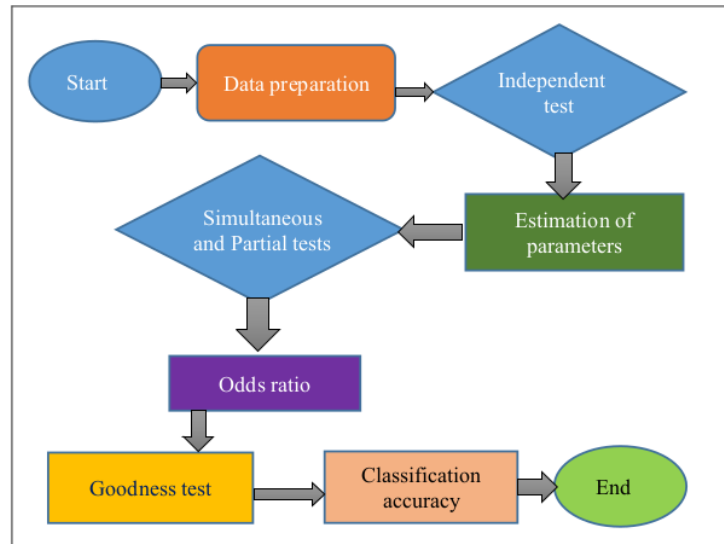 Start
Data preparation
Independent
test
Estimation of
parameters
Simultaneous
and Partial tests
Odds ratio
Goodness test
Classification
accuracy
End